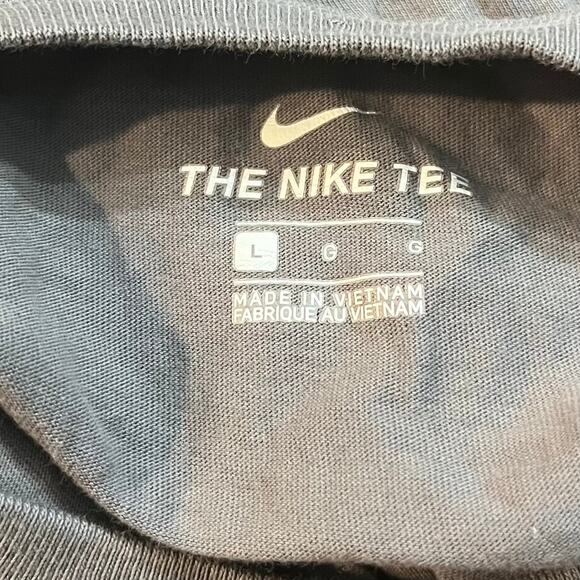 THE NIKE TEE
L G G
MADE IN VIETNAM
FABRIQUE AU VIETNAM